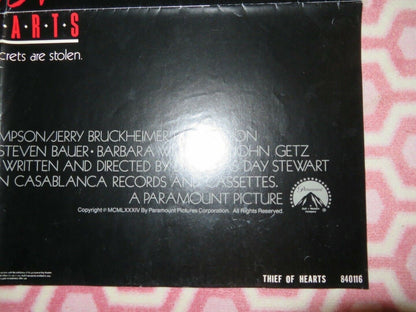 A·R·T·S
crets are stolen.
MPSON/JERRY BRUCKHEIMER ON
STEVEN BAUER · BARBARA JOHN GETZ
WRITTEN AND DIRECTED BY DAY STEWART
N CASABLANCA RECORDS AND CASSETTES.
A PARAMOUNT PICTURE
Paramount
Copyright © MCMLXXXIV By Paramount Pictures Corporation. All Rights Reserved.
THIEF OF HEARTS 840116